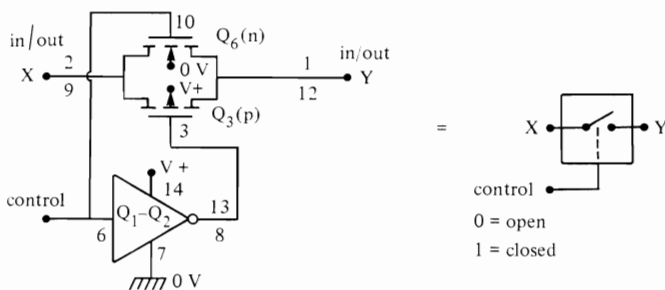 10
in/out
Q6(n)
in/out
2
0 V
1
X
Y
9
V+
12
Q3(p)
3
=
X
Y
V+
14
control
control
13
Q1–Q2
6
8
0 = open
7
1 = closed
0 V